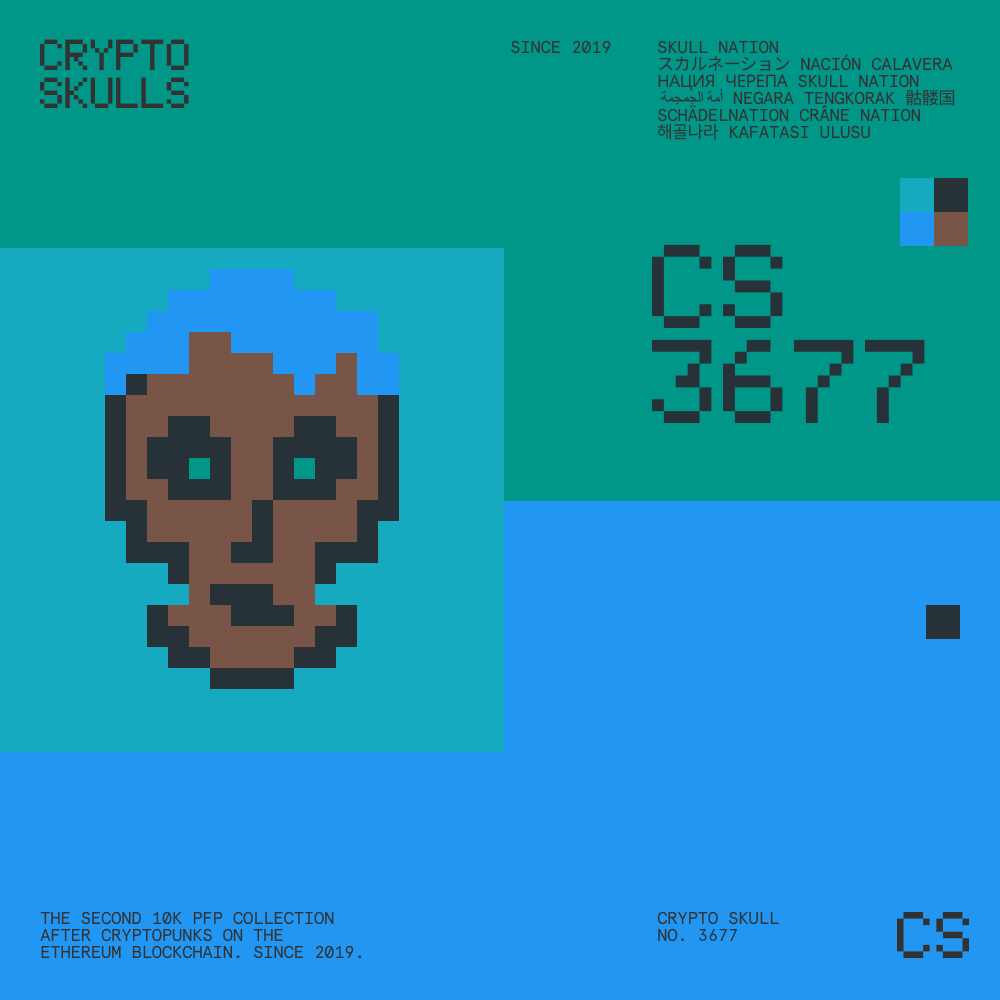 CRYPTO
SKULLS
SINCE 2019
SKULL NATION
スカルネーション NACIÓN CALAVERA
НАЦИЯ ЧЕРЕПА SKULL NATION
أمة الجمجمة NEGARA TENGKORAK 骷髅国
SCHÄDELNATION CRÂNE NATION
해골나라 KAFATASI ULUSU
CS
3677
THE SECOND 10K PFP COLLECTION
AFTER CRYPTOPUNKS ON THE
ETHEREUM BLOCKCHAIN. SINCE 2019.
CRYPTO SKULL
NO. 3677
CS